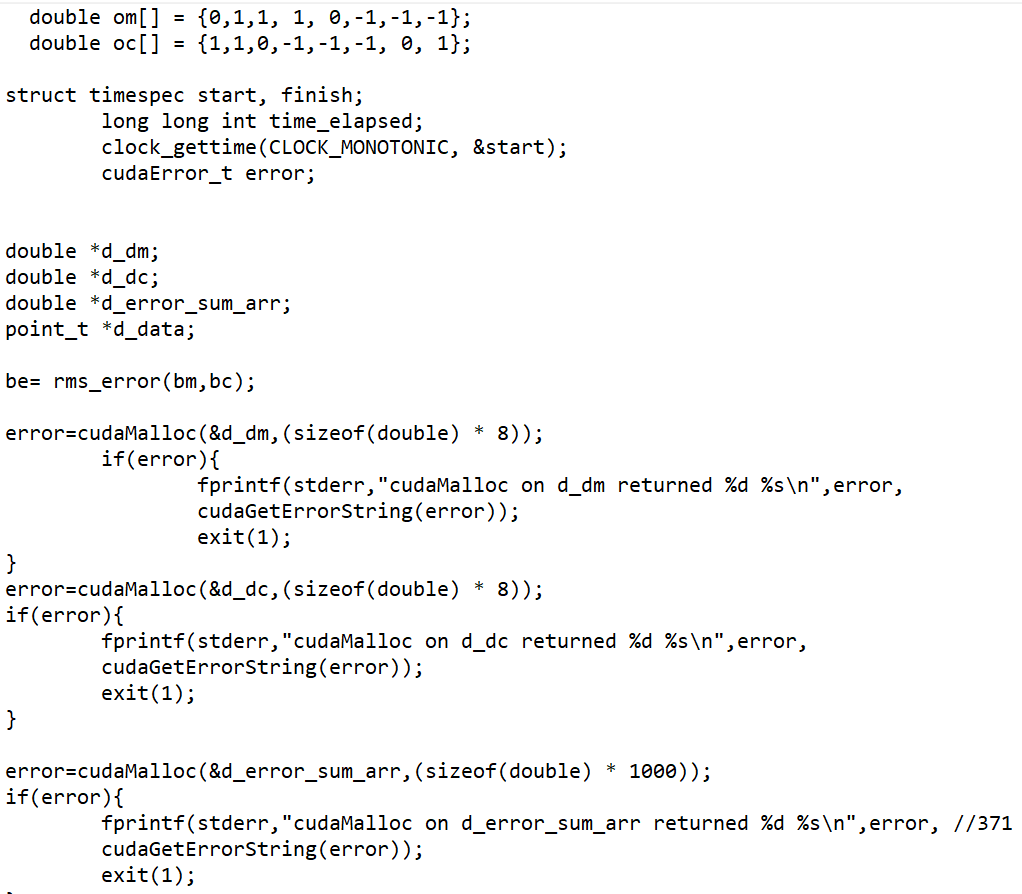 double om[] = {0,1,1, 1, 0,-1,-1,-1};
double oc[] = {1,1,0,-1,-1,-1, 0, 1};
struct timespec start, finish;
long long int time_elapsed;
clock_gettime(CLOCK_MONOTONIC, &start);
cudaError_t error;
double *d_dm;
double *d_dc;
double *d_error_sum_arr;
point_t *d_data;
be= rms_error(bm,bc);
error=cudaMalloc(&d_dm,(sizeof(double) * 8));
if(error){
fprintf(stderr,"cudaMalloc on d_dm returned %d %s\n",error,
cudaGetErrorString(error));
exit(1);
}
error=cudaMalloc(&d_dc,(sizeof(double) * 8));
if(error){
fprintf(stderr,"cudaMalloc on d_dc returned %d %s\n",error,
cudaGetErrorString(error));
exit(1);
}
error=cudaMalloc(&d_error_sum_arr,(sizeof(double) * 1000));
if(error){
fprintf(stderr,"cudaMalloc on d_error_sum_arr returned %d %s\n",error, //371
cudaGetErrorString(error));
exit(1);